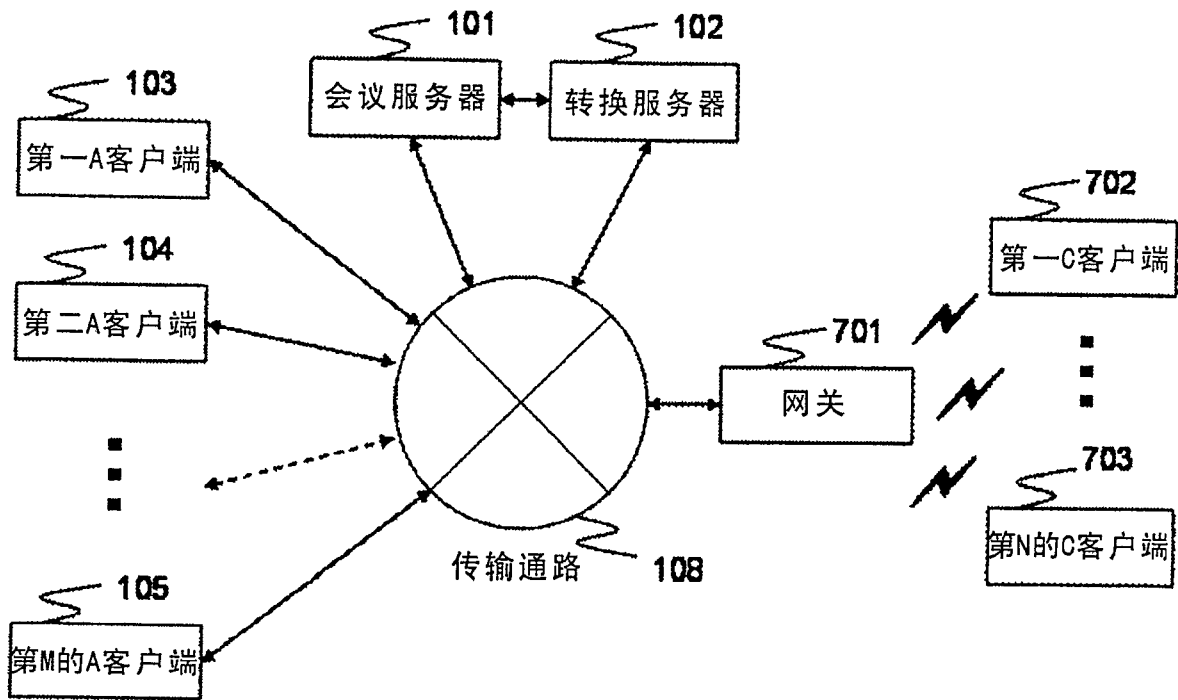 101
102
103
会议服务器
转换服务器
第一A客户端
702
104
第一C客户端
第二A客户端
701
网关
703
第N的C客户端
传输通路
108
105
第M的A客户端